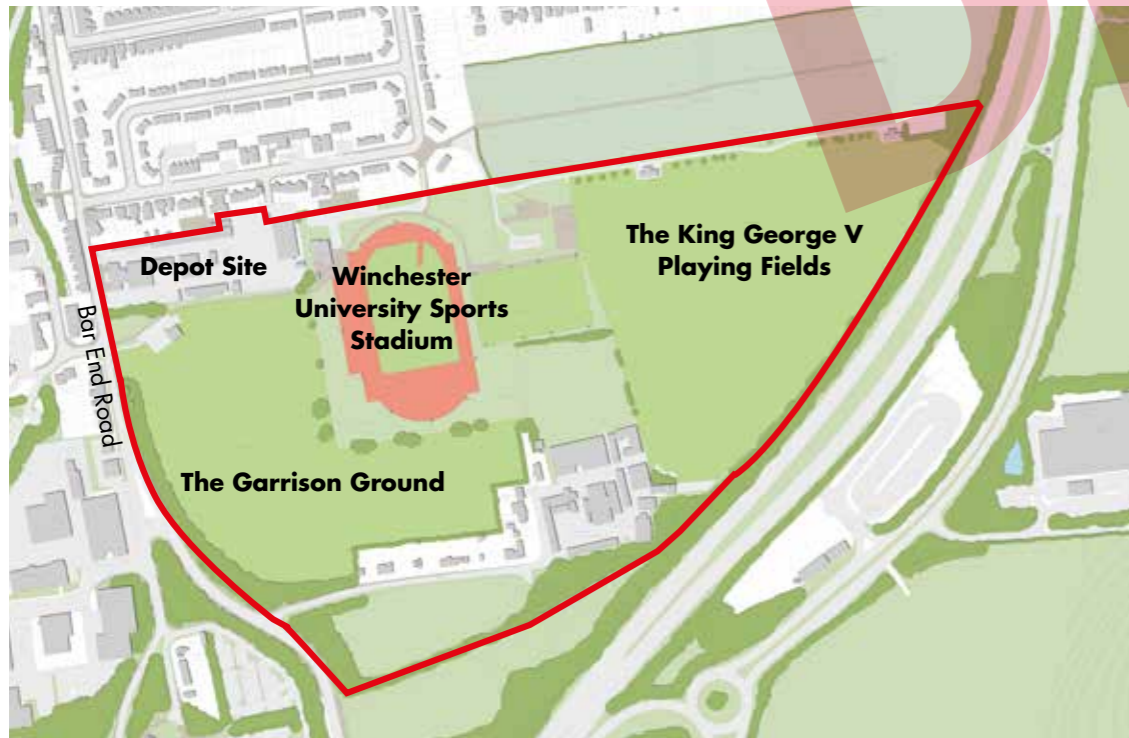 Depot Site
Winchester
University Sports
Stadium
The King George V
Playing Fields
Bar End Road
The Garrison Ground